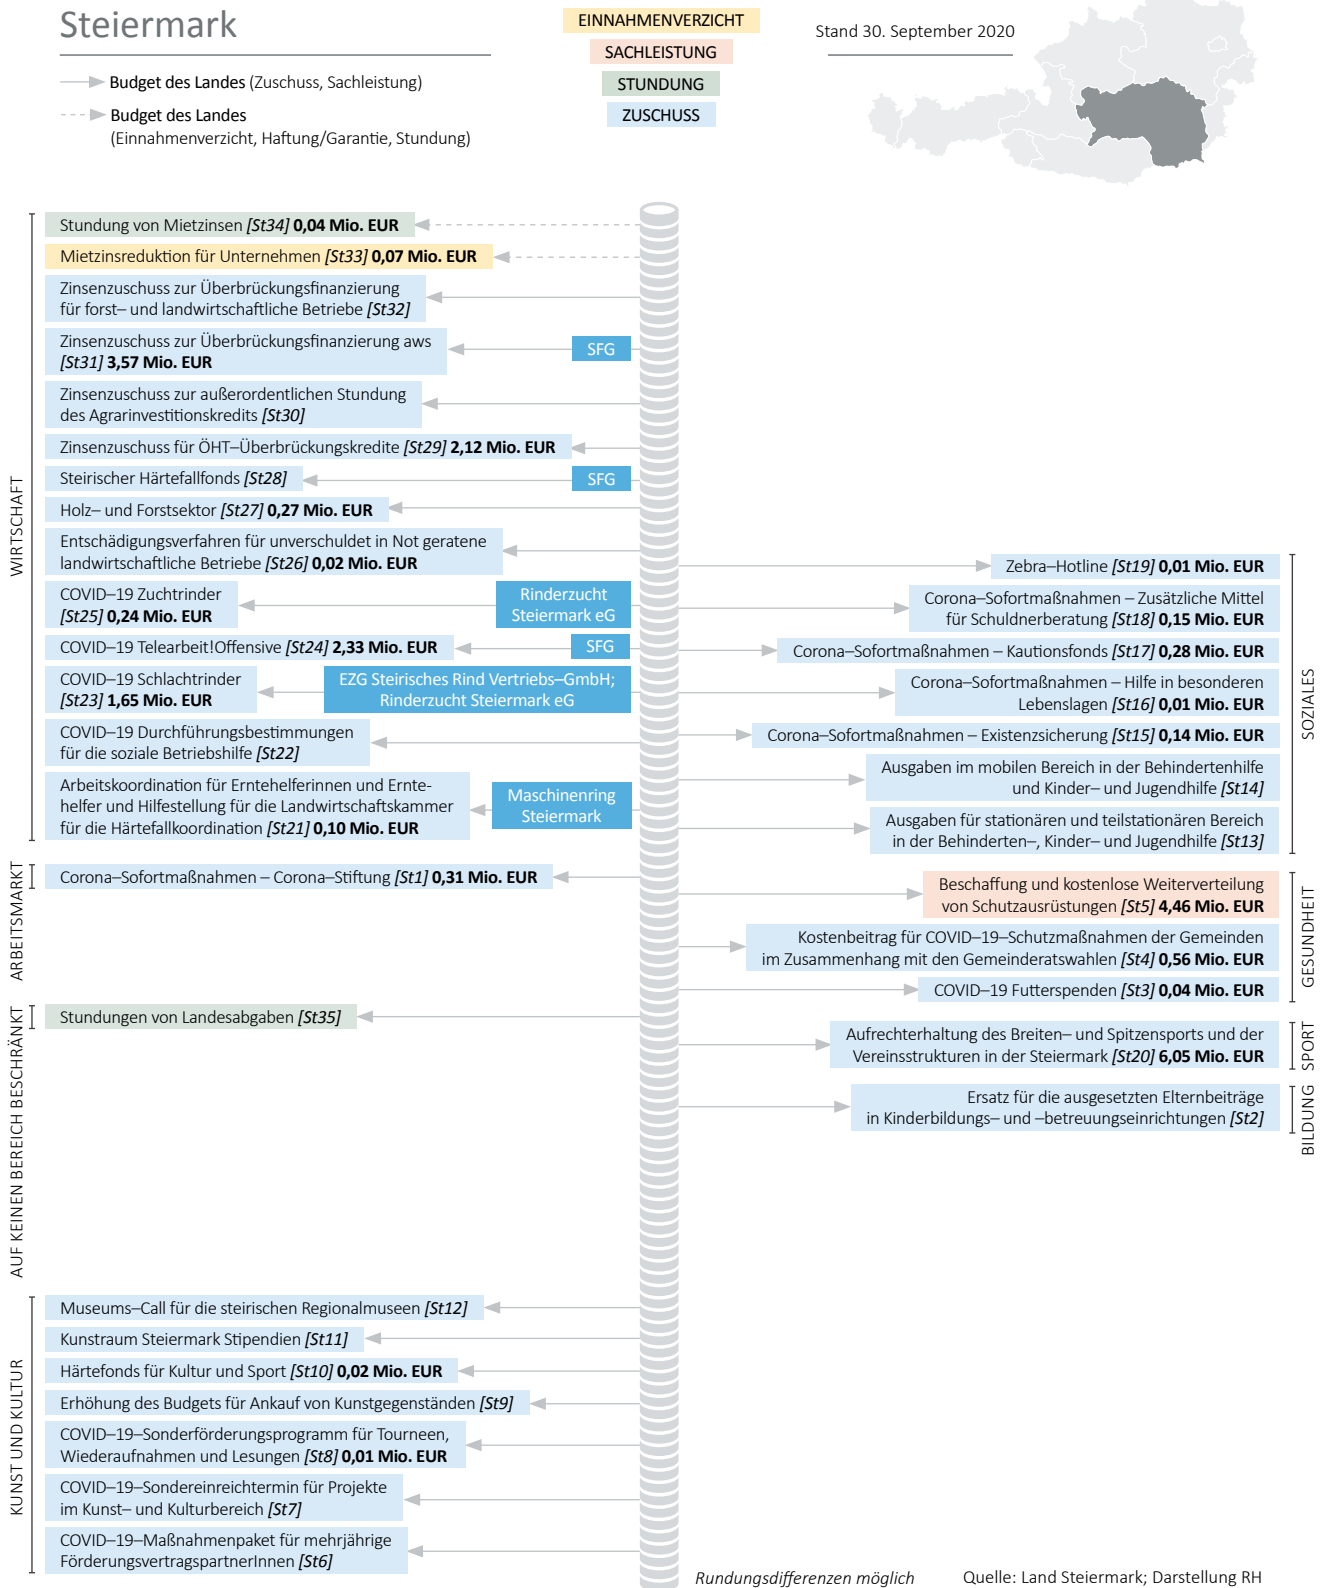 Steiermark
Budget des Landes (Zuschuss, Sachleistung)
Budget des Landes
(Einnahmenverzicht, Haftung/Garantie, Stundung)
EINNAHMENVERZICHT
SACHLEISTUNG
STUNDUNG
ZUSCHUSS
Stand 30. September 2020
WIRTSCHAFT
Stundung von Mietzinsen [St34] 0,04 Mio. EUR
Mietzinsreduktion für Unternehmen [St33] 0,07 Mio. EUR
Zinsenzuschuss zur Überbrückungsfinanzierung
für forst– und landwirtschaftliche Betriebe [St32]
Zinsenzuschuss zur Überbrückungsfinanzierung aws
[St31] 3,57 Mio. EUR
SFG
Zinsenzuschuss zur außerordentlichen Stundung
des Agrarinvestitionskredits [St30]
Zinsenzuschuss für ÖHT–Überbrückungskredite [St29] 2,12 Mio. EUR
Steirischer Härtefallfonds [St28]
SFG
Holz– und Forstsektor [St27] 0,27 Mio. EUR
Entschädigungsverfahren für unverschuldet in Not geratene
landwirtschaftliche Betriebe [St26] 0,02 Mio. EUR
COVID–19 Zuchtrinder
[St25] 0,24 Mio. EUR
Rinderzucht
Steiermark eG
COVID–19 Telearbeit!Offensive [St24] 2,33 Mio. EUR
SFG
COVID–19 Schlachtrinder
[St23] 1,65 Mio. EUR
EZG Steirisches Rind Vertriebs–GmbH;
Rinderzucht Steiermark eG
COVID–19 Durchführungsbestimmungen
für die soziale Betriebshilfe [St22]
Arbeitskoordination für Erntehelferinnen und Ernte-
helfer und Hilfestellung für die Landwirtschaftskammer
für die Härtefallkoordination [St21] 0,10 Mio. EUR
Maschinenring
Steiermark
ARBEITSMARKT
Corona–Sofortmaßnahmen – Corona–Stiftung [St1] 0,31 Mio. EUR
AUF KEINEN BEREICH BESCHRÄNKT
Stundungen von Landesabgaben [St35]
KUNST UND KULTUR
Museums–Call für die steirischen Regionalmuseen [St12]
Kunstraum Steiermark Stipendien [St11]
Härtefonds für Kultur und Sport [St10] 0,02 Mio. EUR
Erhöhung des Budgets für Ankauf von Kunstgegenständen [St9]
COVID–19–Sonderförderungsprogramm für Tourneen,
Wiederaufnahmen und Lesungen [St8] 0,01 Mio. EUR
COVID–19–Sondereinreichtermin für Projekte
im Kunst– und Kulturbereich [St7]
COVID–19–Maßnahmenpaket für mehrjährige
FörderungsvertragspartnerInnen [St6]
SOZIALES
Zebra–Hotline [St19] 0,01 Mio. EUR
Corona–Sofortmaßnahmen – Zusätzliche Mittel
für Schuldnerberatung [St18] 0,15 Mio. EUR
Corona–Sofortmaßnahmen – Kautionsfonds [St17] 0,28 Mio. EUR
Corona–Sofortmaßnahmen – Hilfe in besonderen
Lebenslagen [St16] 0,01 Mio. EUR
Corona–Sofortmaßnahmen – Existenzsicherung [St15] 0,14 Mio. EUR
Ausgaben im mobilen Bereich in der Behindertenhilfe
und Kinder– und Jugendhilfe [St14]
Ausgaben für stationären und teilstationären Bereich
in der Behinderten–, Kinder– und Jugendhilfe [St13]
GESUNDHEIT
Beschaffung und kostenlose Weiterverteilung
von Schutzausrüstungen [St5] 4,46 Mio. EUR
Kostenbeitrag für COVID–19–Schutzmaßnahmen der Gemeinden
im Zusammenhang mit den Gemeinderatswahlen [St4] 0,56 Mio. EUR
COVID–19 Futterspenden [St3] 0,04 Mio. EUR
SPORT
Aufrechterhaltung des Breiten– und Spitzensports und der
Vereinsstrukturen in der Steiermark [St20] 6,05 Mio. EUR
BILDUNG
Ersatz für die ausgesetzten Elternbeiträge
in Kinderbildungs– und –betreuungseinrichtungen [St2]
Rundungsdifferenzen möglich
Quelle: Land Steiermark; Darstellung RH